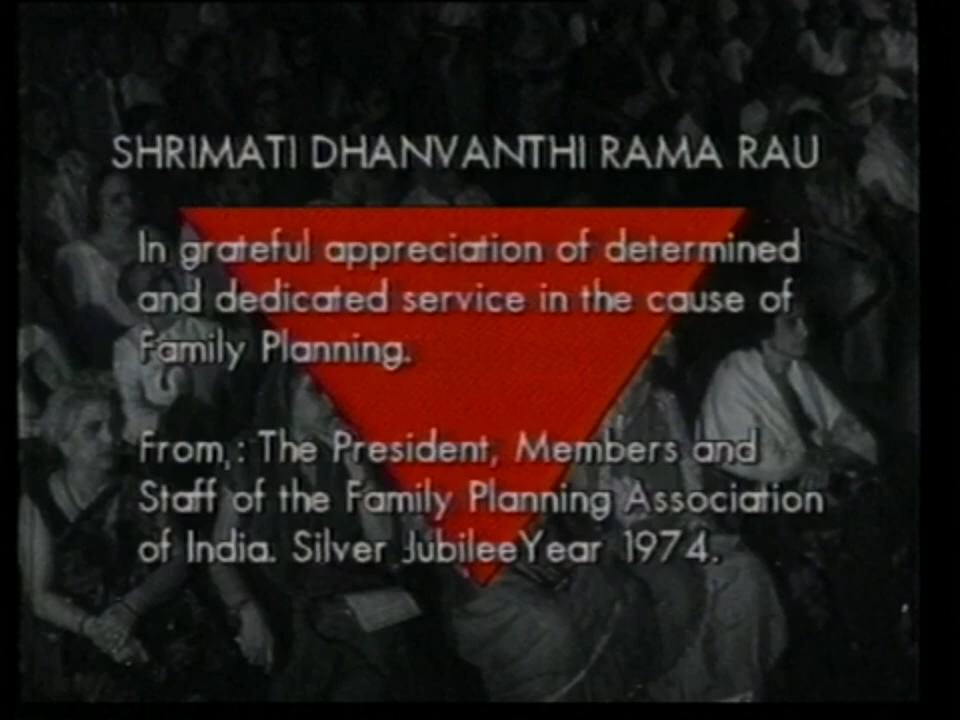 SHRIMATI DHANVANTHI RAMA RAU
In grateful appreciation of determined
and dedicated service in the cause of
Family Planning.
From,: The President, Members and
Staff of the Family Planning Association
of India. Silver JubileeYear 1974.